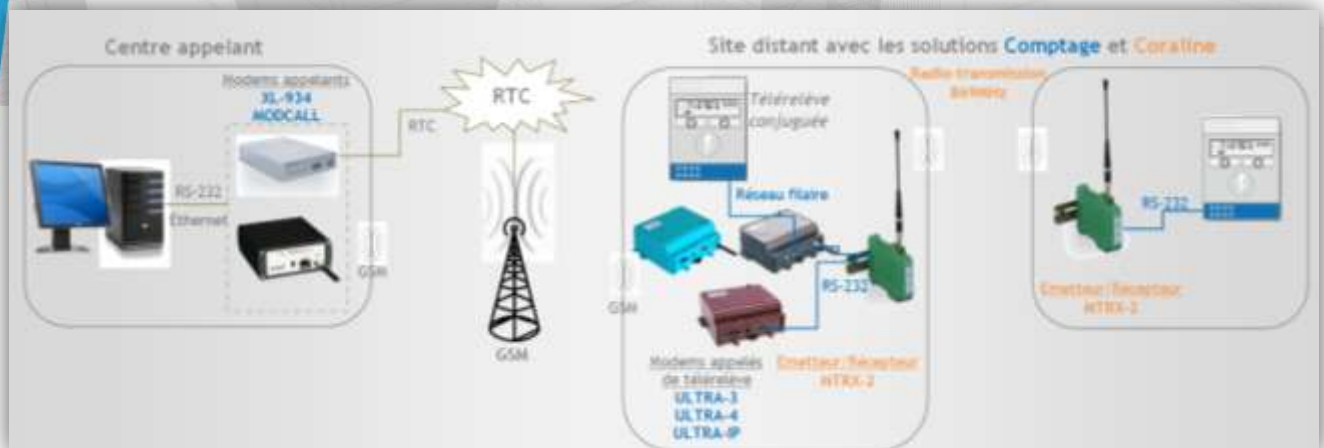 Centre appelant
Modems appelants
XL-934
MODCALL
RS-232
Ethernet
GSM
RTC
RTC
GSM
Site distant avec les solutions Comptage et Coraline
Télérelève
conjuguée
Réseau filaire
RS-232
GSM
Modems appelés
de télérelève
ULTRA-3
ULTRA-4
ULTRA-IP
Emetteur/Récepteur
MTRX-2
Radio transmission
RS-232
Emetteur/Récepteur
MTRX-2